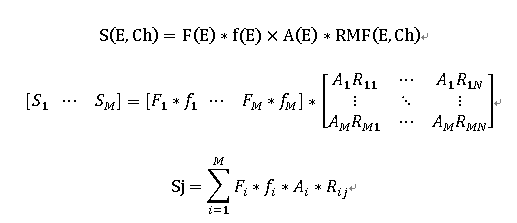 S(E, Ch) = F(E) * f(E) × A(E) * RMF(E, Ch)↵
[S₁ ⋯ S_M] = [F₁ * f₁ ⋯ F_M * f_M] * [A₁R₁₁ ⋯ A₁R₁N; ⋮ ⋱ ⋮; A_MR_M1 ⋯ A_MR_MN]↵
Sj = ∑_{i=1}^{M} F_i * f_i * A_i * R_ij↵